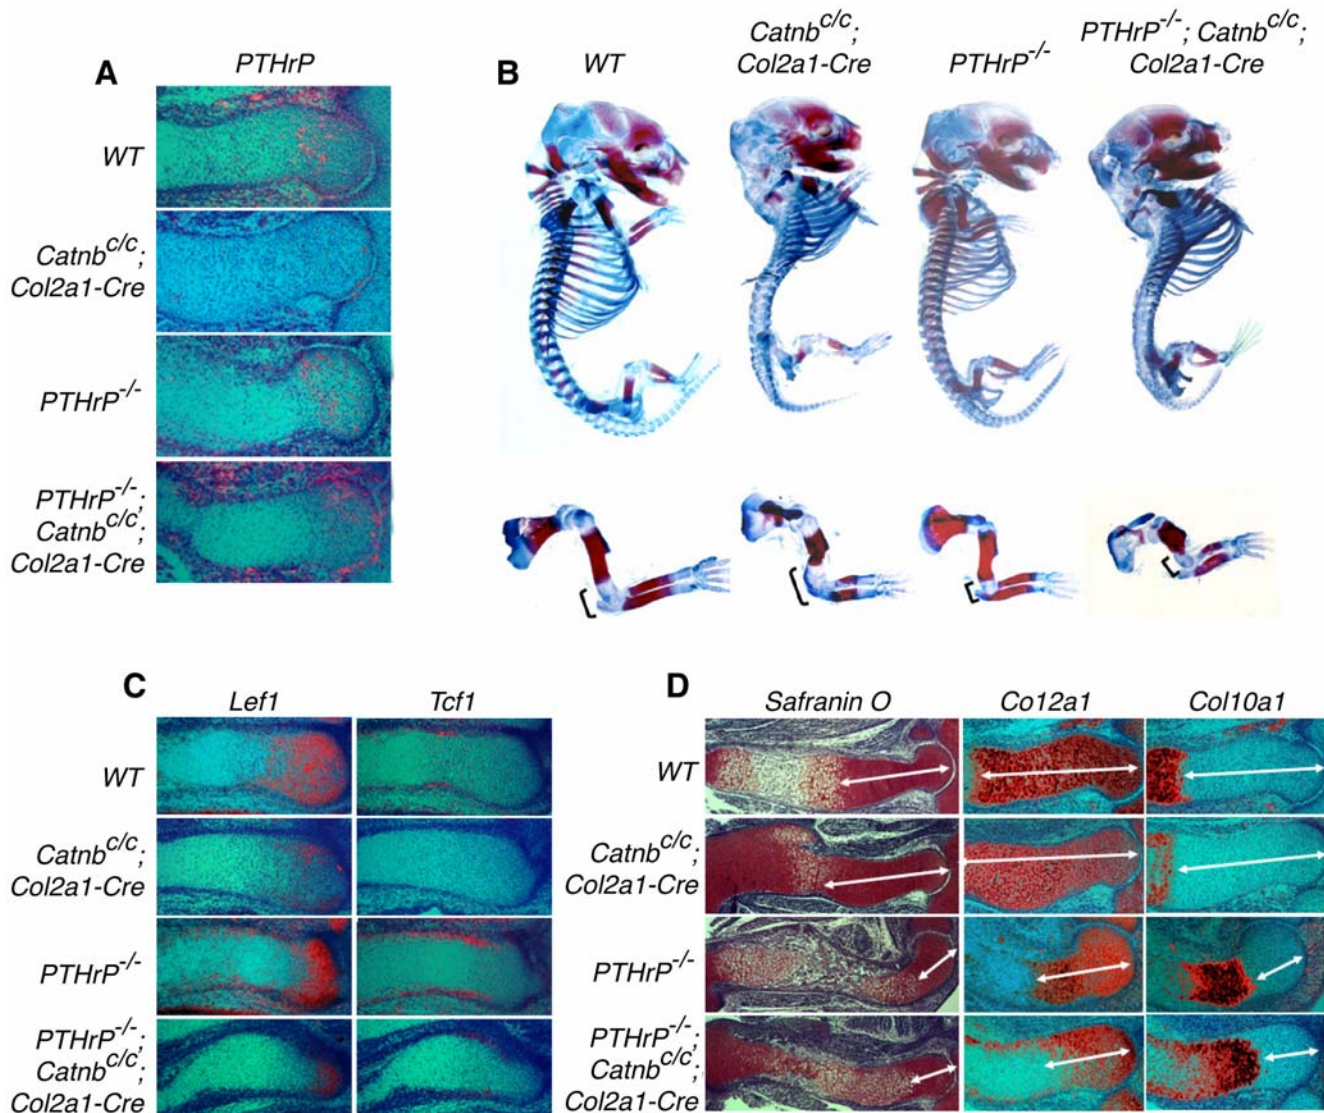 A
PTHrP
WT
Catnb^c/c;
Col2a1-Cre
PTHrP^-/-
PTHrP^-/-;
Catnb^c/c;
Col2a1-Cre
B
WT
Catnb^c/c;
Col2a1-Cre
PTHrP^-/-
PTHrP^-/-; Catnb^c/c;
Col2a1-Cre
C
Lef1
Tcf1
WT
Catnb^c/c;
Col2a1-Cre
PTHrP^-/-
PTHrP^-/-;
Catnb^c/c;
Col2a1-Cre
D
Safranin O
Co12a1
Col10a1
WT
Catnb^c/c;
Col2a1-Cre
PTHrP^-/-
PTHrP^-/-;
Catnb^c/c;
Col2a1-Cre